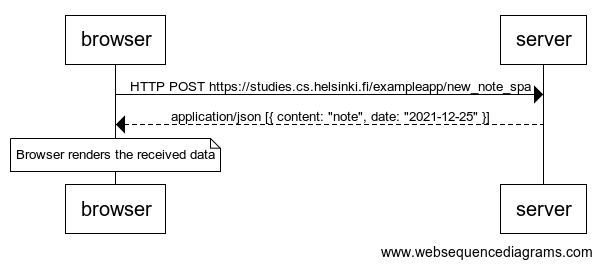 browser server
HTTP POST https://studies.cs.helsinki.fi/exampleapp/new_note_spa
application/json [{ content: "note", date: "2021-12-25" }]
Browser renders the received data
browser server
www.websequencediagrams.com